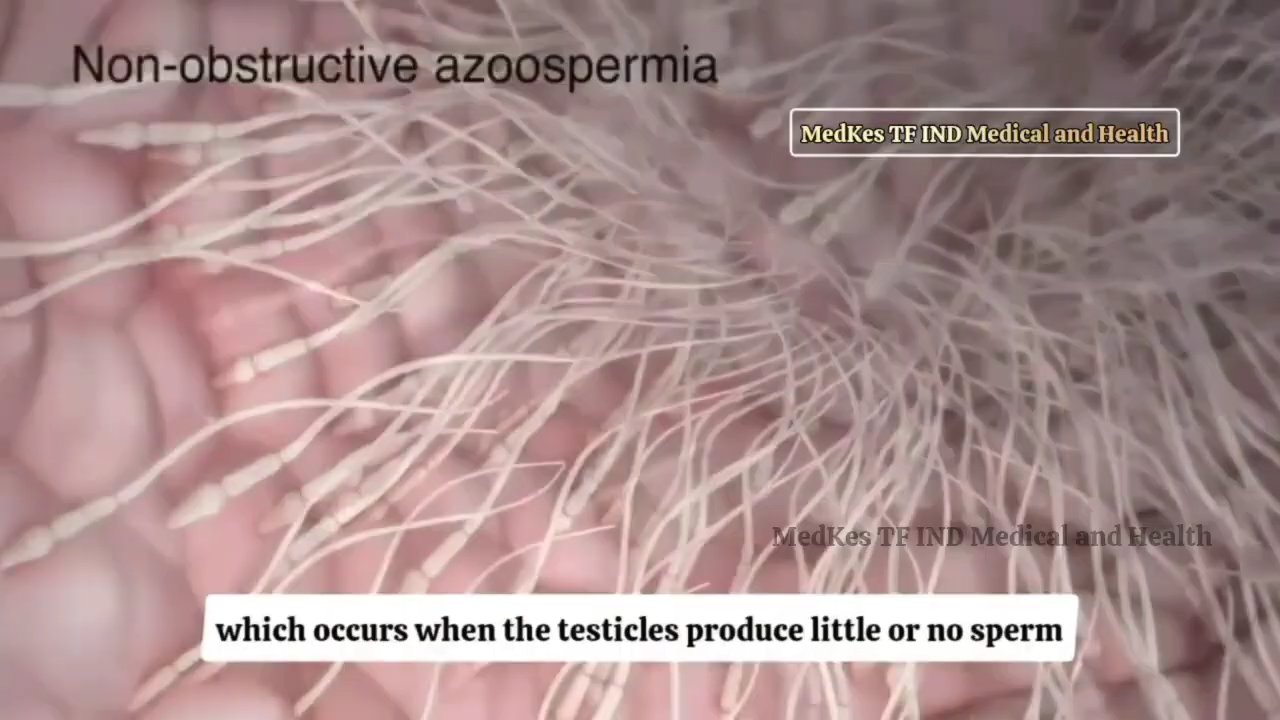 Non-obstructive azoospermia
MedKes TF IND Medical and Health
MedKes TF IND Medical and Health
which occurs when the testicles produce little or no sperm